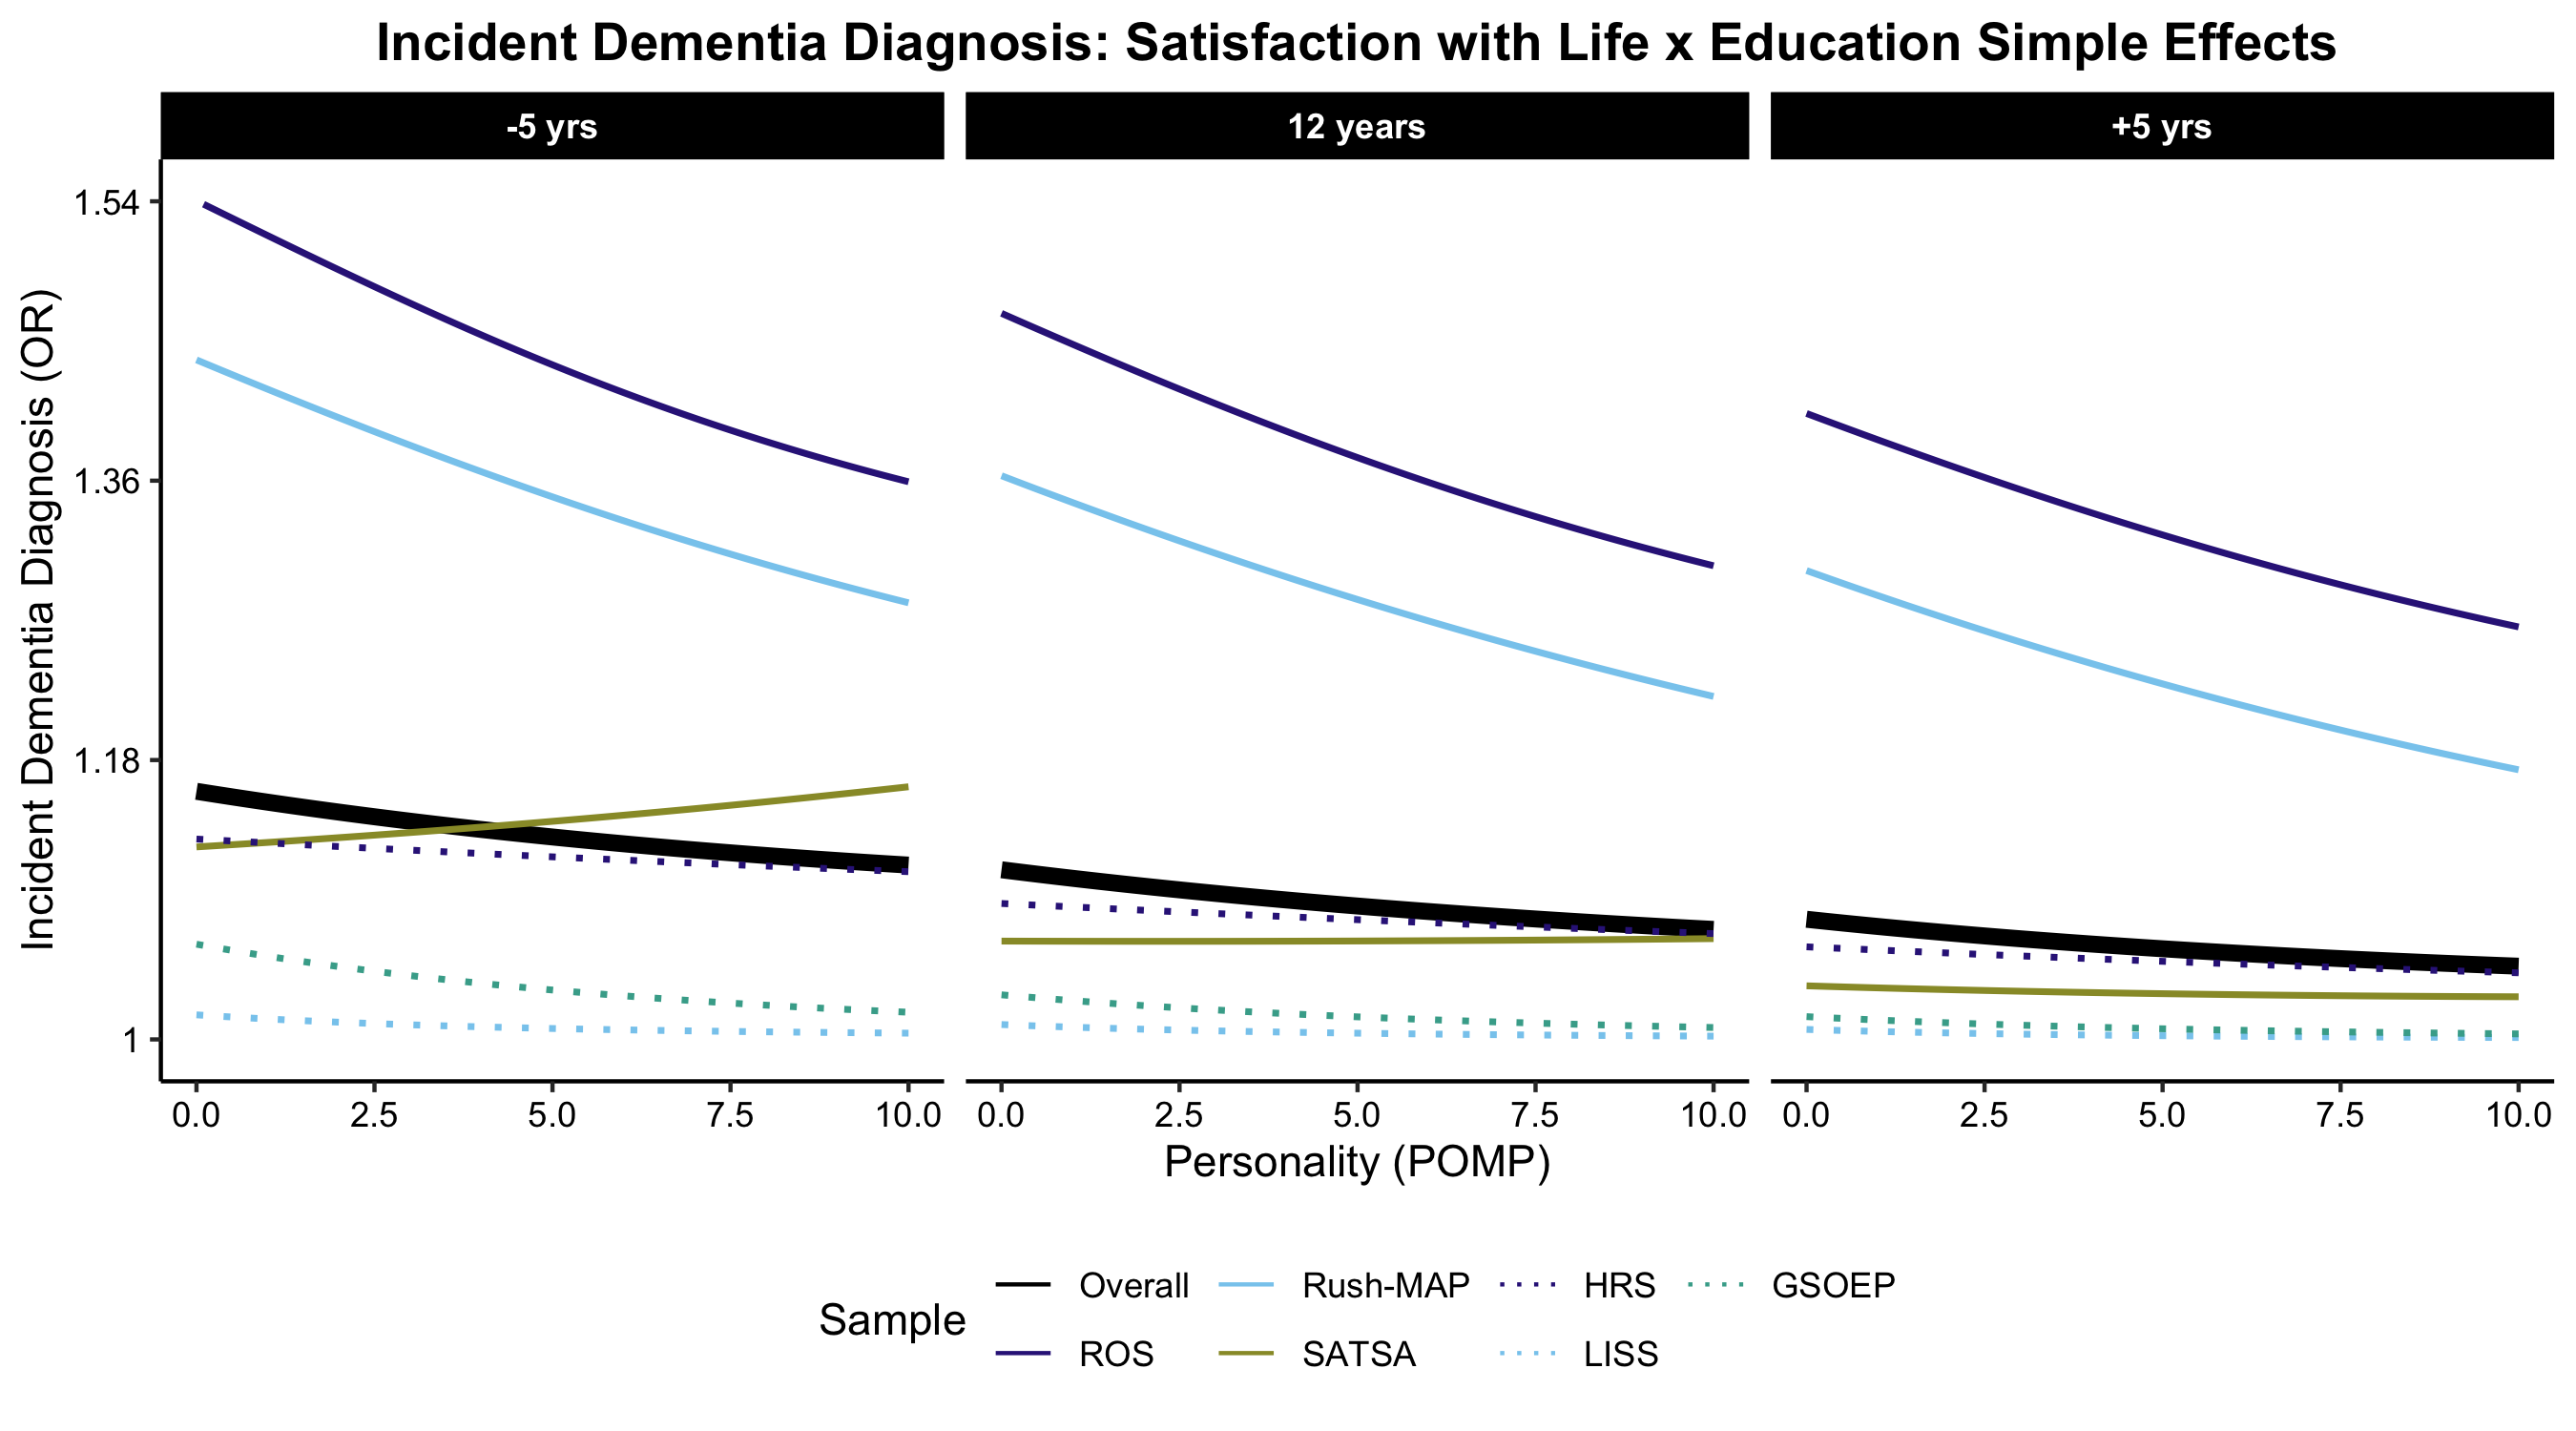 Incident Dementia Diagnosis: Satisfaction with Life x Education Simple Effects
-5 yrs
12 years
+5 yrs
Incident Dementia Diagnosis (OR)
1.54
1.36
1.18
1
0.0 2.5 5.0 7.5 10.0
0.0 2.5 5.0 7.5 10.0
0.0 2.5 5.0 7.5 10.0
Personality (POMP)
Sample
Overall Rush-MAP HRS GSOEP
ROS SATSA LISS